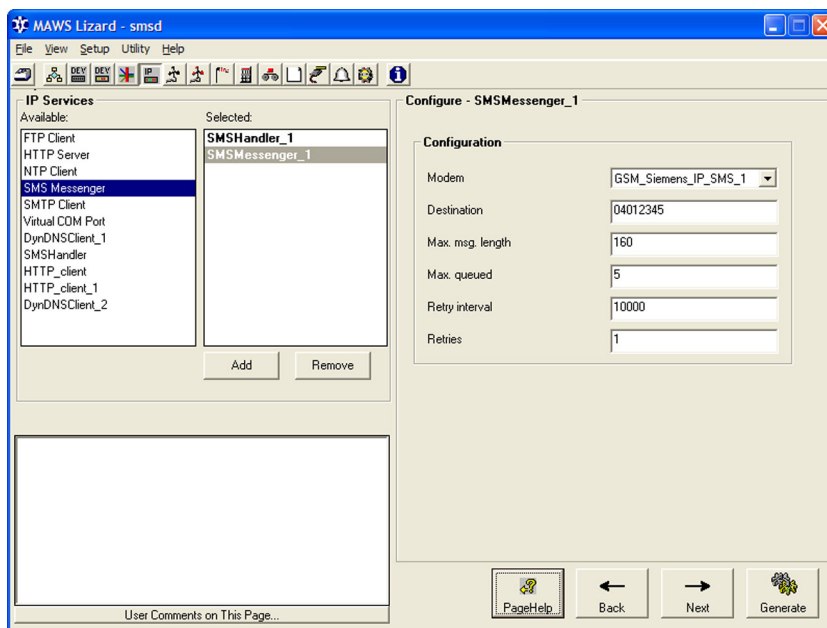 MAWS Lizard - smsd
File View Setup Utility Help
IP Services
Available:
Selected:
FTP Client
HTTP Server
NTP Client
SMS Messenger
SMTP Client
Virtual COM Port
DynDNSClient_1
SMSHandler
HTTP_client
HTTP_client_1
DynDNSClient_2
SMSHandler_1
SMSMessenger_1
Add
Remove
User Comments on This Page...
Configure - SMSMessenger_1
Configuration
Modem GSM_Siemens_IP_SMS_1
Destination 04012345
Max. msg. length 160
Max. queued 5
Retry interval 10000
Retries 1
PageHelp
Back
Next
Generate